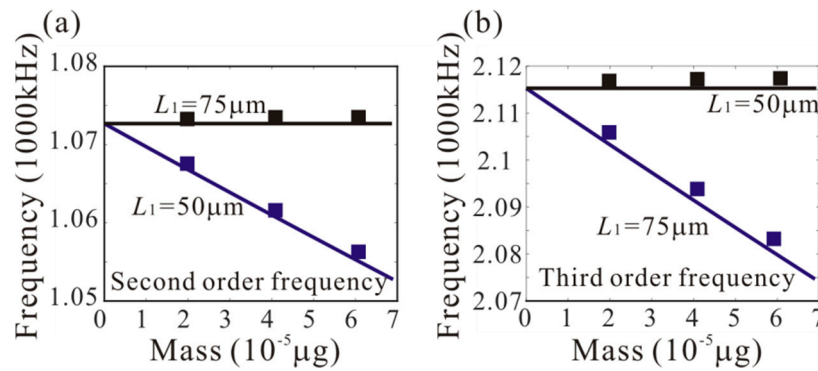 (a)
1.08
1.07
1.06
1.05
Frequency (1000kHz)
L₁=75μm
L₁=50μm
Second order frequency
0 1 2 3 4 5 6 7
Mass (10⁻⁵μg)
(b)
2.12
2.11
2.1
2.09
2.08
2.07
Frequency (1000kHz)
L₁=50μm
L₁=75μm
Third order frequency
0 1 2 3 4 5 6 7
Mass (10⁻⁵μg)